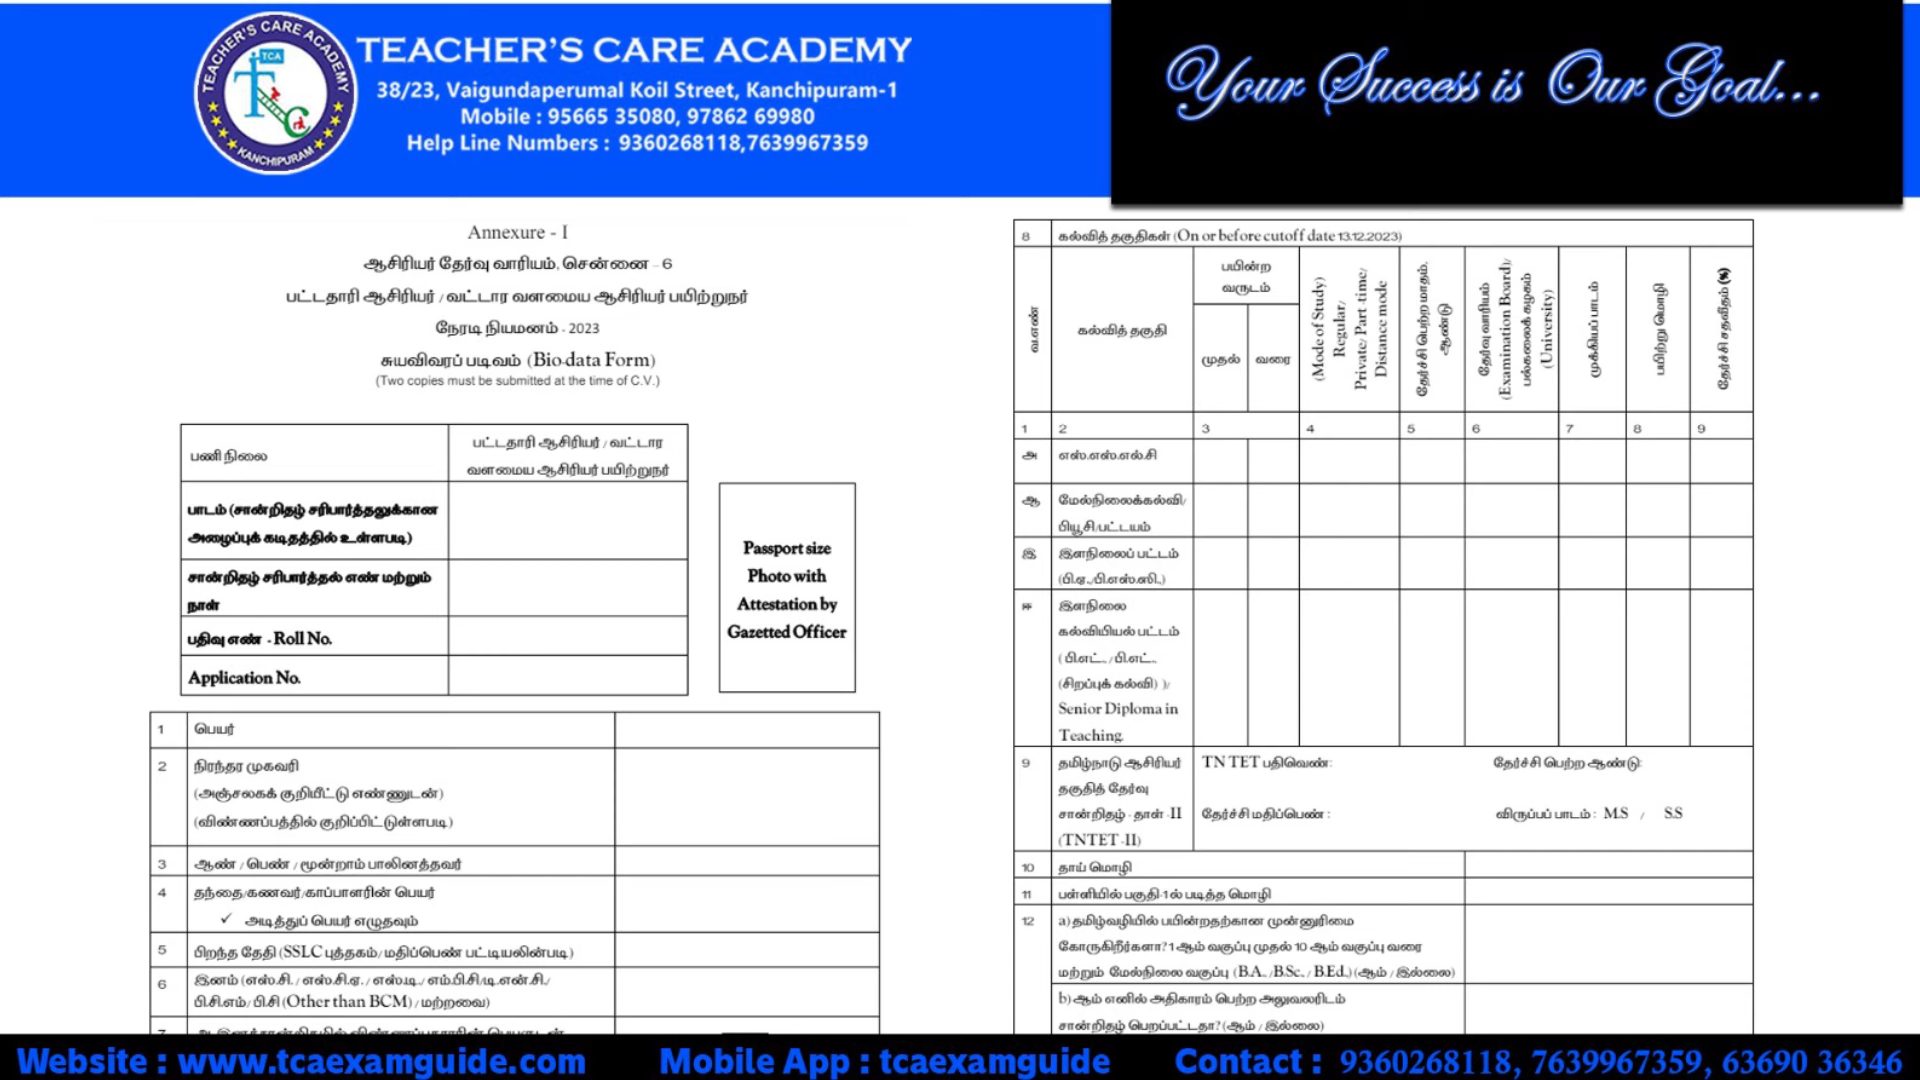 TEACHER'S CARE ACADEMY
KANCHIPURAM
TCA
TEACHER'S CARE ACADEMY
38/23, Vaigundaperumal Koil Street, Kanchipuram-1
Mobile : 95665 35080, 97862 69980
Help Line Numbers : 9360268118,7639967359
Your Success is Our Goal...
Annexure - I
ஆசிரியர் தேர்வு வாரியம், சென்னை - 6
பட்டதாரி ஆசிரியர் / வட்டார வளமைய ஆசிரியர் பயிற்றுநர்
நேரடி நியமனம் - 2023
சுயவிவரப் படிவம் (Bio-data Form)
(Two copies must be submitted at the time of C.V.)
பணி நிலை
பட்டதாரி ஆசிரியர் / வட்டார
வளமைய ஆசிரியர் பயிற்றுநர்
பாடம் (சான்றிதழ் சரிபார்த்தலுக்கான
அழைப்புக் கடிதத்தில் உள்ளபடி)
சான்றிதழ் சரிபார்த்தல் எண் மற்றும்
நாள்
பதிவு எண் - Roll No.
Application No.
Passport size
Photo with
Attestation by
Gazetted Officer
1 பெயர்
2 நிரந்தர முகவரி
(அஞ்சலகக் குறியீட்டு எண்ணுடன்)
(விண்ணப்பத்தில் குறிப்பிட்டுள்ளபடி)
3 ஆண் / பெண் / மூன்றாம் பாலினத்தவர்
4 தந்தை/கணவர்/காப்பாளரின் பெயர்
✓ அடித்துப் பெயர் எழுதவும்
5 பிறந்த தேதி (SSLC புத்தகம்/ மதிப்பெண் பட்டியலின்படி)
6 இனம் (எஸ்.சி. / எஸ்.சி.ஏ. / எஸ்.டி. / எம்.பி.சி/டி.என்.சி./
பி.சி.எம்/ பி.சி (Other than BCM) / மற்றவை)
8 கல்வித் தகுதிகள் (On or before cutoff date 13.12.2023)
வ.எண்
கல்வித் தகுதி
பயின்ற
வருடம்
முதல்
வரை
(Mode of Study)
Regular/
Private/ Part -time/
Distance mode
தேர்ச்சி பெற்ற மாதம்,
ஆண்டு
தேர்வு வாரியம்
(Examination Board)/
பல்கலைக் கழகம்
(University)
முக்கியப் பாடம்
பயிற்று மொழி
தேர்ச்சி சதவீதம் (%)
1 2 3 4 5 6 7 8 9
அ எஸ்.எஸ்.எல்.சி
ஆ மேல்நிலைக்கல்வி/
பியூ.சி/பட்டயம்
இ இளநிலைப் பட்டம்
(பி.ஏ.,/பி.எஸ்.ஸி.,)
ஈ இளநிலை
கல்வியியல் பட்டம்
( பி.எட்., / பி.எட்.,
(சிறப்புக் கல்வி) )/
Senior Diploma in
Teaching.
9 தமிழ்நாடு ஆசிரியர்
தகுதித் தேர்வு
சான்றிதழ் - தாள் -II
(TNTET -II)
TN TET பதிவெண்: தேர்ச்சி பெற்ற ஆண்டு:
தேர்ச்சி மதிப்பெண் : விருப்பப் பாடம் : M.S / S.S
10 தாய் மொழி
11 பள்ளியில் பகுதி-1 ல் படித்த மொழி
12 a) தமிழ்வழியில் பயின்றதற்கான முன்னுரிமை
கோருகிறீர்களா? 1 ஆம் வகுப்பு முதல் 10 ஆம் வகுப்பு வரை
மற்றும் மேல்நிலை வகுப்பு (B.A., /B.Sc., / B.Ed.,) (ஆம் / இல்லை)
b) ஆம் எனில் அதிகாரம் பெற்ற அலுவலரிடம்
சான்றிதழ் பெறப்பட்டதா? (ஆம் / இல்லை)
Website : www.tcaexamguide.com Mobile App : tcaexamguide Contact : 9360268118, 7639967359, 63690 36346